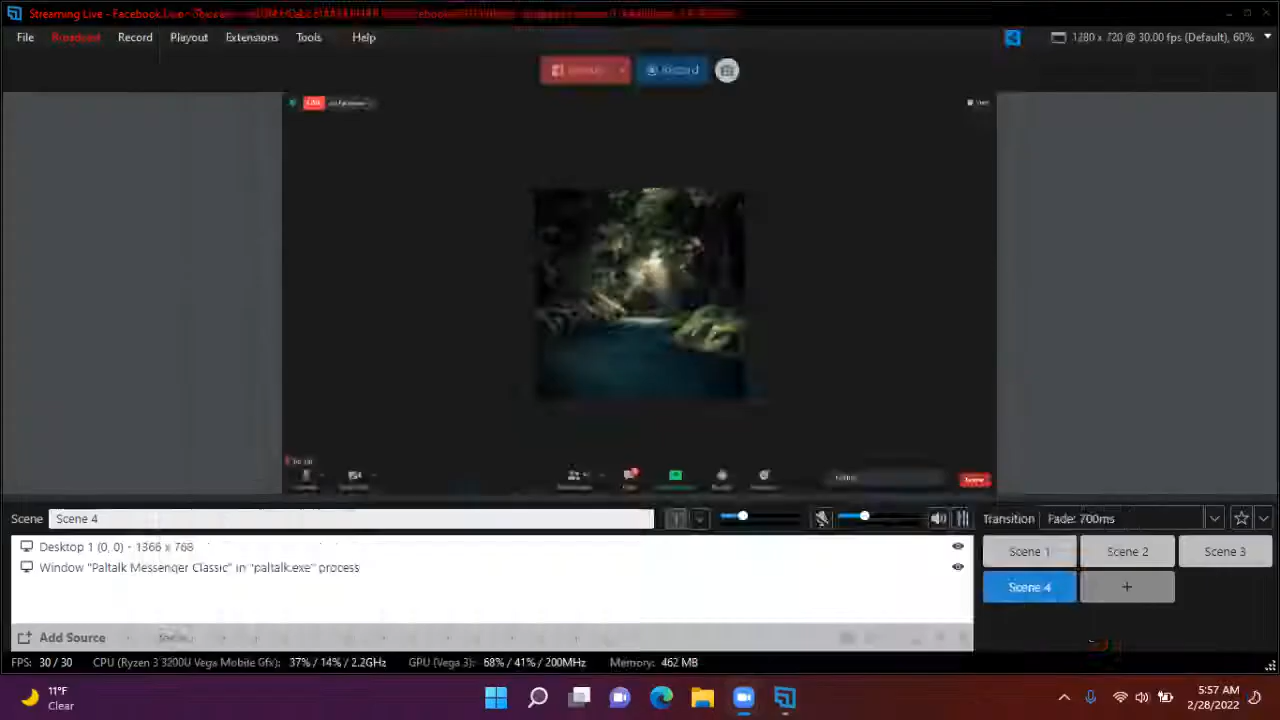 Streaming Live - Facebook Live -
File Broadcast Record Playout Extensions Tools Help
1280 x 720 @ 30.00 fps (Default), 60%
Record
Scene Scene 4
Transition Fade: 700ms
Desktop 1 (0, 0) - 1366 x 768
Window "Paltalk Messenger Classic" in "paltalk.exe" process
Scene 1 Scene 2 Scene 3
Scene 4 +
Add Source
FPS: 30 / 30 CPU (Ryzen 3 3200U Vega Mobile Gfx): 37% / 14% / 2.2GHz GPU (Vega 3): 68% / 41% / 200MHz Memory: 462 MB
11°F
Clear
5:57 AM
2/28/2022